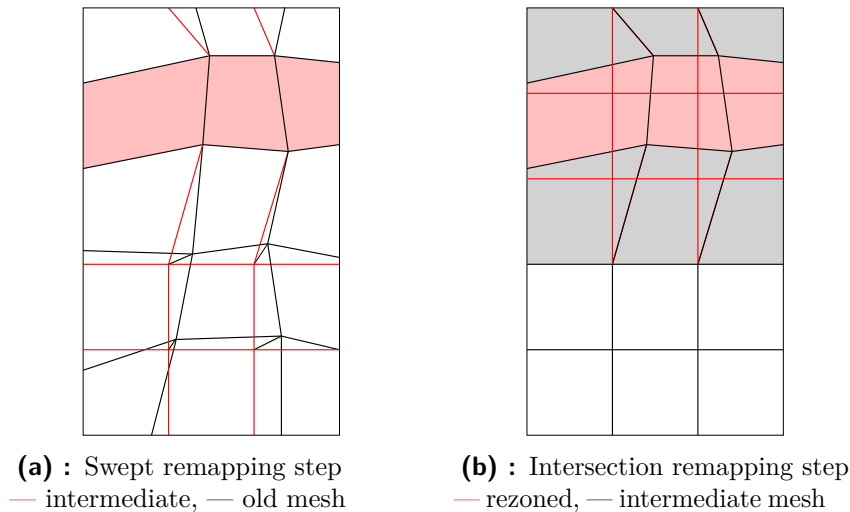 (a) : Swept remapping step
— intermediate, — old mesh
(b) : Intersection remapping step
— rezoned, — intermediate mesh